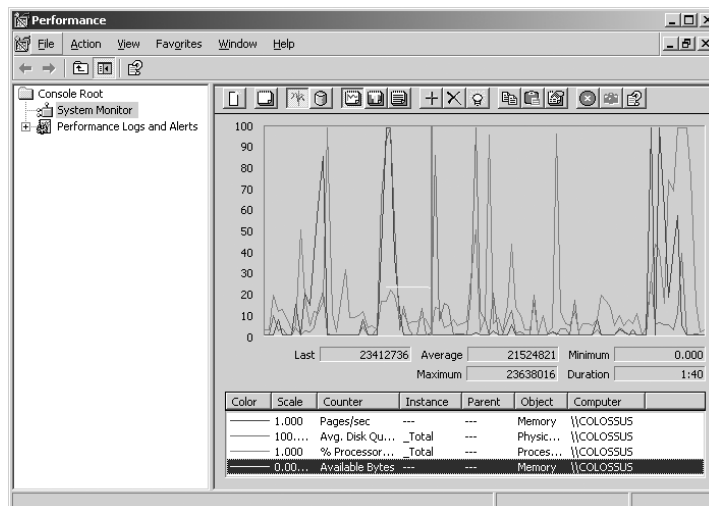 Performance
File Action View Favorites Window Help
Console Root
System Monitor
Performance Logs and Alerts
100
90
80
70
60
50
40
30
20
10
0
Last 23412736 Average 21524821 Minimum 0.000
Maximum 23638016 Duration 1:40
Color Scale Counter Instance Parent Object Computer
1.000 Pages/sec --- --- Memory \\COLOSSUS
100.... Avg. Disk Qu... _Total --- Physic... \\COLOSSUS
1.000 % Processor... _Total --- Proces... \\COLOSSUS
0.00... Available Bytes --- --- Memory \\COLOSSUS